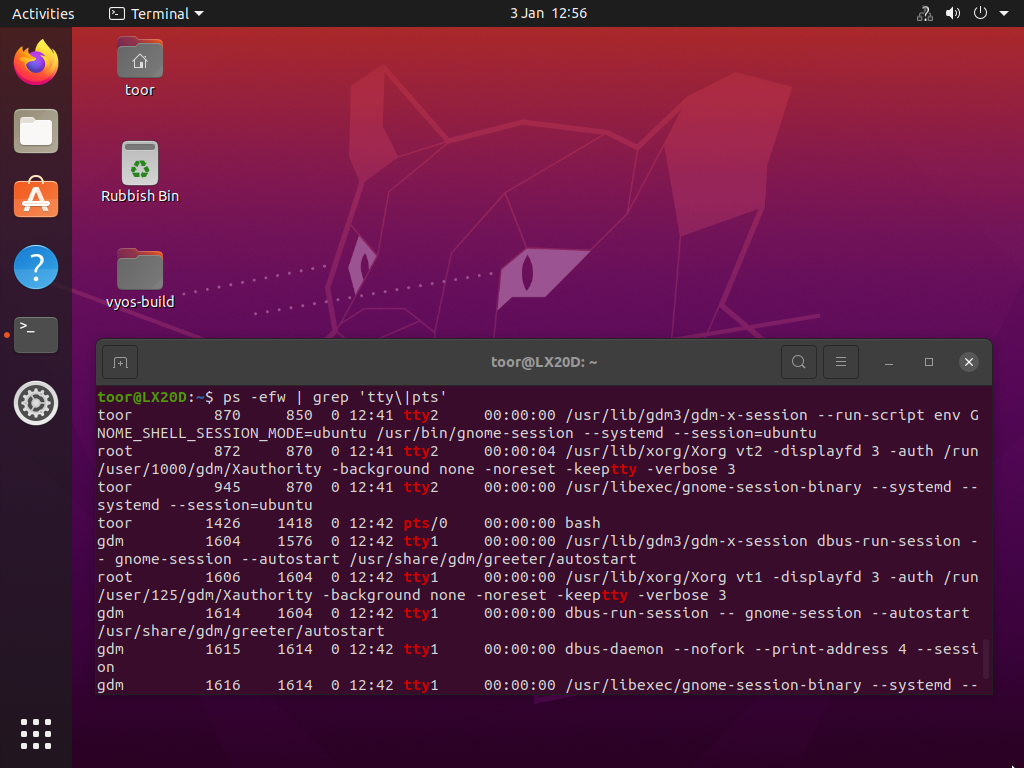 Activities
Terminal
3 Jan 12:56
toor
Rubbish Bin
vyos-build
toor@LX20D: ~
toor@LX20D:~$ ps -efw | grep 'tty\|pts'
toor 870 850 0 12:41 tty2 00:00:00 /usr/lib/gdm3/gdm-x-session --run-script env G
NOME_SHELL_SESSION_MODE=ubuntu /usr/bin/gnome-session --systemd --session=ubuntu
root 872 870 0 12:41 tty2 00:00:04 /usr/lib/xorg/Xorg vt2 -displayfd 3 -auth /run
/user/1000/gdm/Xauthority -background none -noreset -keeptty -verbose 3
toor 945 870 0 12:41 tty2 00:00:00 /usr/libexec/gnome-session-binary --systemd --
systemd --session=ubuntu
toor 1426 1418 0 12:42 pts/0 00:00:00 bash
gdm 1604 1576 0 12:42 tty1 00:00:00 /usr/lib/gdm3/gdm-x-session dbus-run-session -
- gnome-session --autostart /usr/share/gdm/greeter/autostart
root 1606 1604 0 12:42 tty1 00:00:00 /usr/lib/xorg/Xorg vt1 -displayfd 3 -auth /run
/user/125/gdm/Xauthority -background none -noreset -keeptty -verbose 3
gdm 1614 1604 0 12:42 tty1 00:00:00 dbus-run-session -- gnome-session --autostart
/usr/share/gdm/greeter/autostart
gdm 1615 1614 0 12:42 tty1 00:00:00 dbus-daemon --nofork --print-address 4 --sessi
on
gdm 1616 1614 0 12:42 tty1 00:00:00 /usr/libexec/gnome-session-binary --systemd --